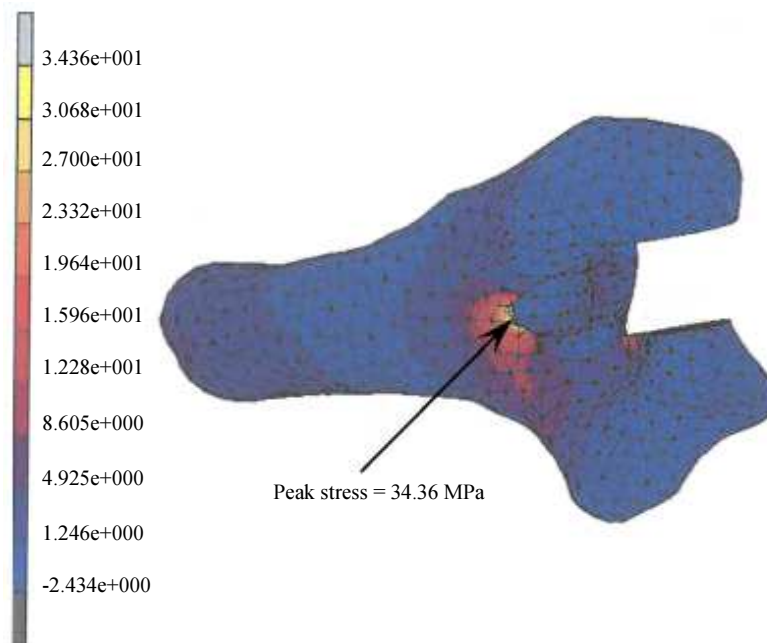 3.436e+001
3.068e+001
2.700e+001
2.332e+001
1.964e+001
1.596e+001
1.228e+001
8.605e+000
4.925e+000
1.246e+000
-2.434e+000
Peak stress = 34.36 MPa